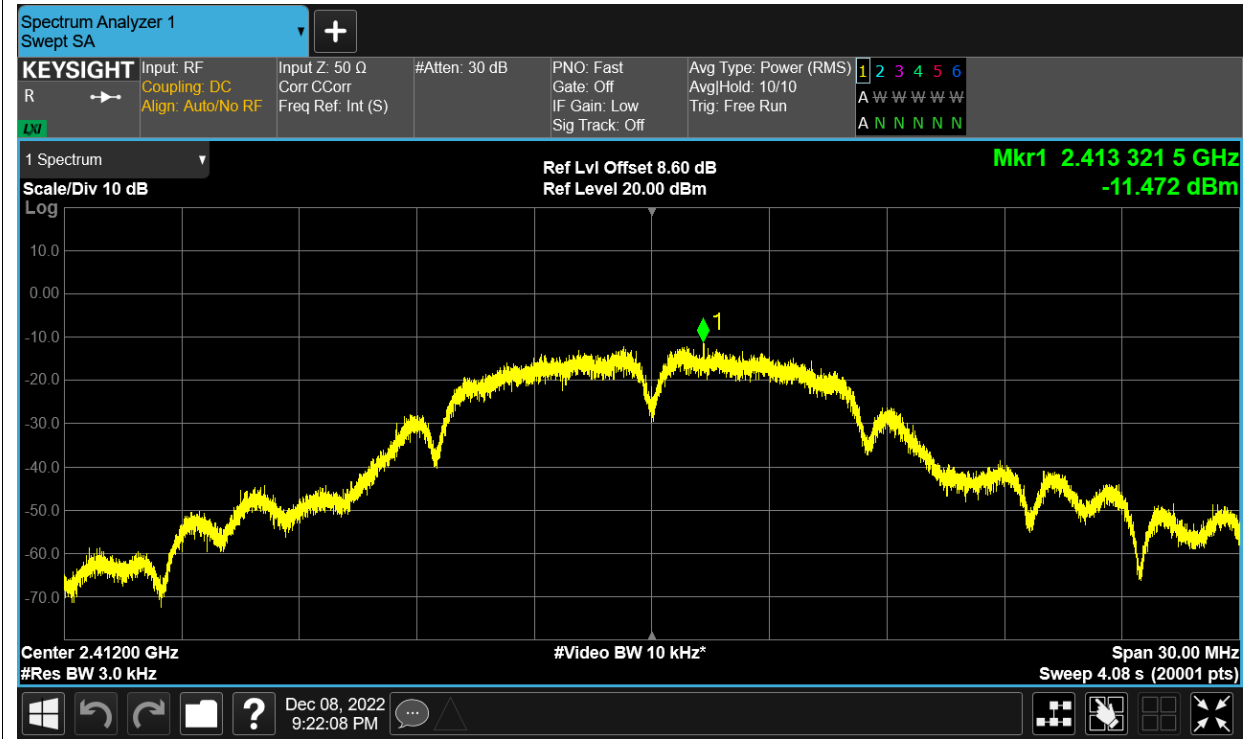 Spectrum Analyzer 1
Swept SA
KEYSIGHT
R
LXI
Input: RF
Coupling: DC
Align: Auto/No RF
Input Z: 50 Ω
Corr CCorr
Freq Ref: Int (S)
#Atten: 30 dB
PNO: Fast
Gate: Off
IF Gain: Low
Sig Track: Off
Avg Type: Power (RMS)
Avg|Hold: 10/10
Trig: Free Run
1 2 3 4 5 6
A W W W W W
A N N N N N
1 Spectrum
Scale/Div 10 dB
Log
Ref Lvl Offset 8.60 dB
Ref Level 20.00 dBm
Mkr1 2.413 321 5 GHz
-11.472 dBm
10.0
0.00
-10.0
-20.0
-30.0
-40.0
-50.0
-60.0
-70.0
1
Center 2.41200 GHz
#Res BW 3.0 kHz
#Video BW 10 kHz*
Span 30.00 MHz
Sweep 4.08 s (20001 pts)
?
Dec 08, 2022
9:22:08 PM